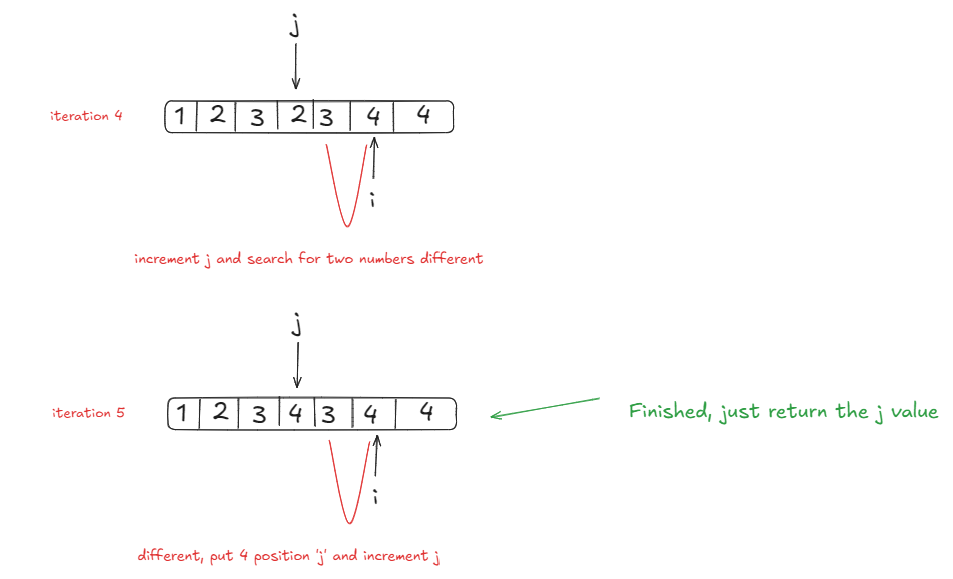 j
iteration 4
1 2 3 2 3 4 4
i
increment j and search for two numbers different
j
iteration 5
1 2 3 4 3 4 4
Finished, just return the j value
i
different, put 4 position 'j' and increment j